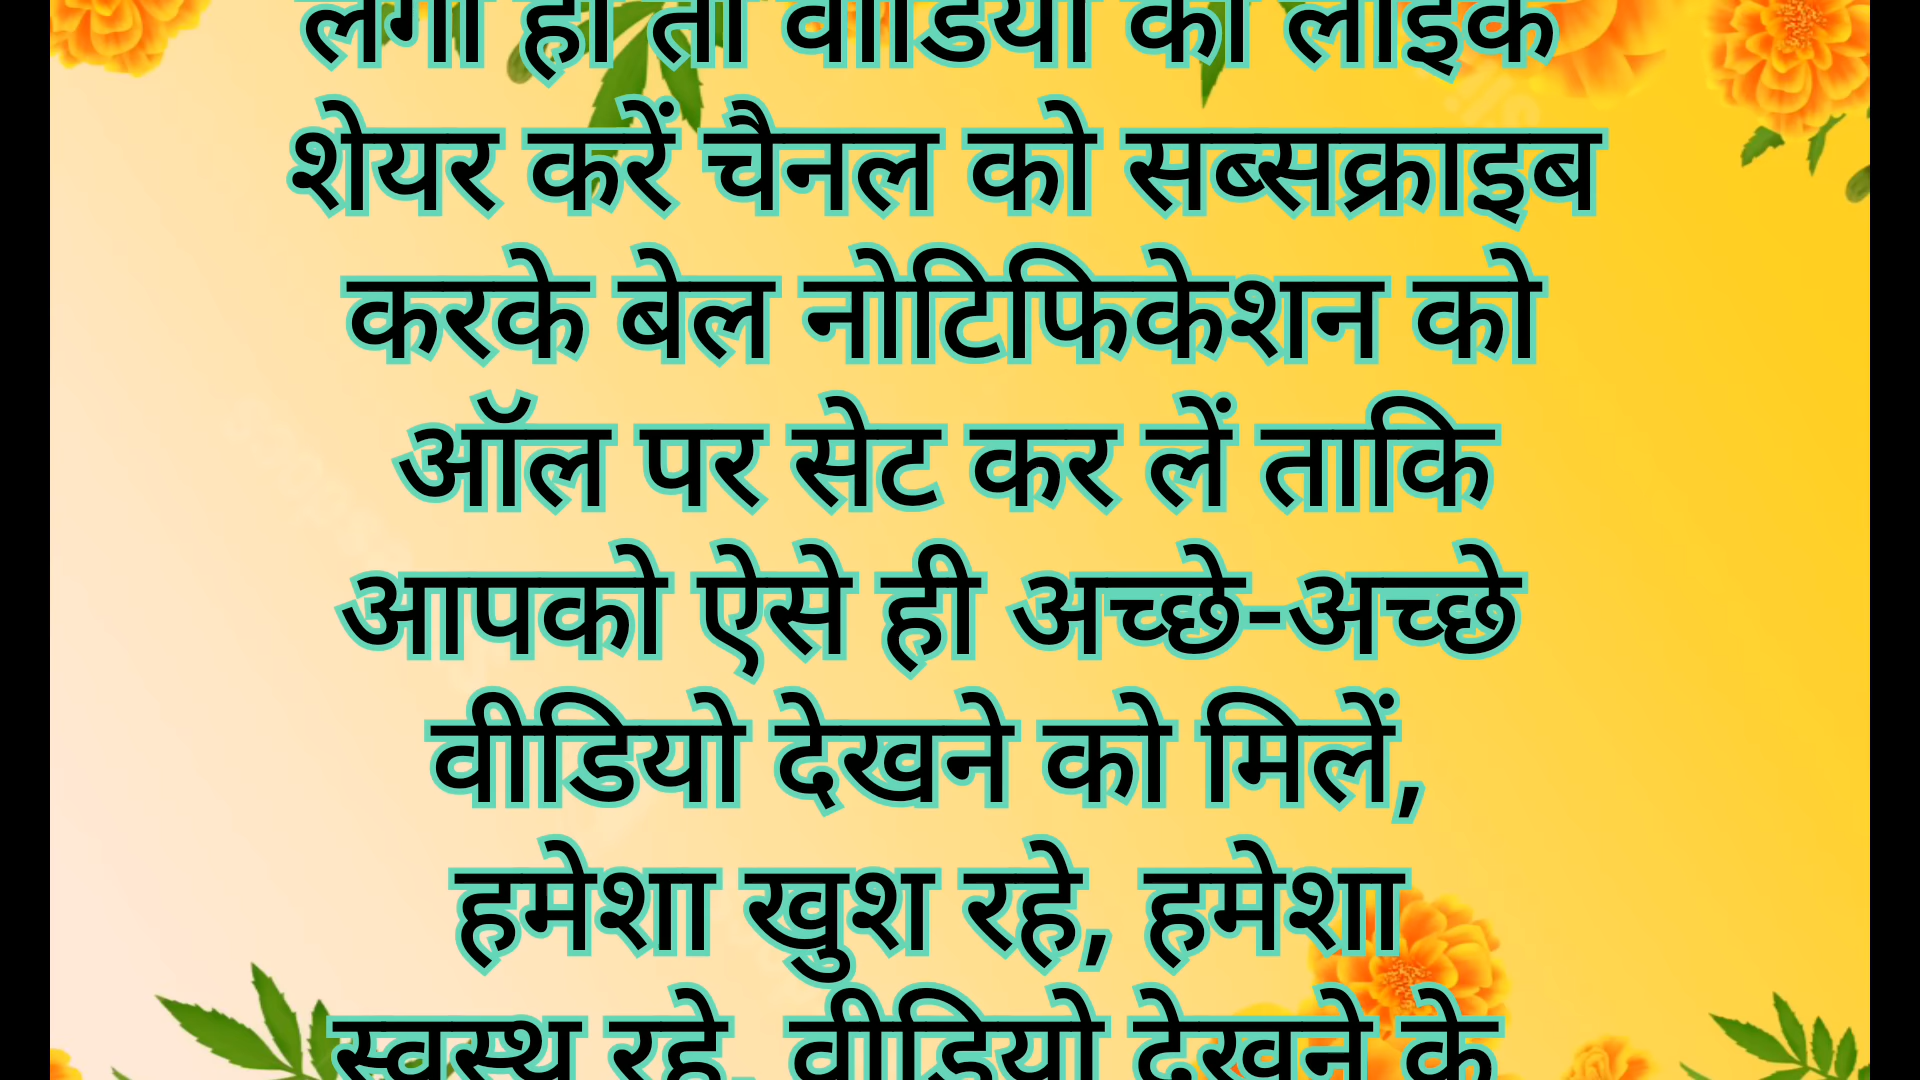 लगा हो तो वीडियो को लाइक
शेयर करें चैनल को सब्सक्राइब
करके बेल नोटिफिकेशन को
ऑल पर सेट कर लें ताकि
आपको ऐसे ही अच्छे-अच्छे
वीडियो देखने को मिलें,
हमेशा खुश रहे, हमेशा
स्वस्थ रहे, वीडियो देखने के